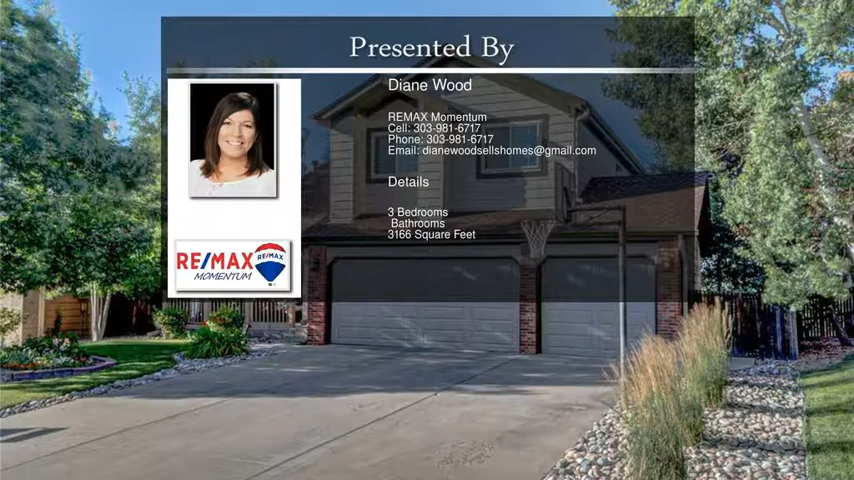 Presented By
Diane Wood
REMAX Momentum
Cell: 303-981-6717
Phone: 303-981-6717
Email: dianewoodsellshomes@gmail.com
Details
3 Bedrooms
Bathrooms
3166 Square Feet
RE/MAX
RE/MAX
MOMENTUM